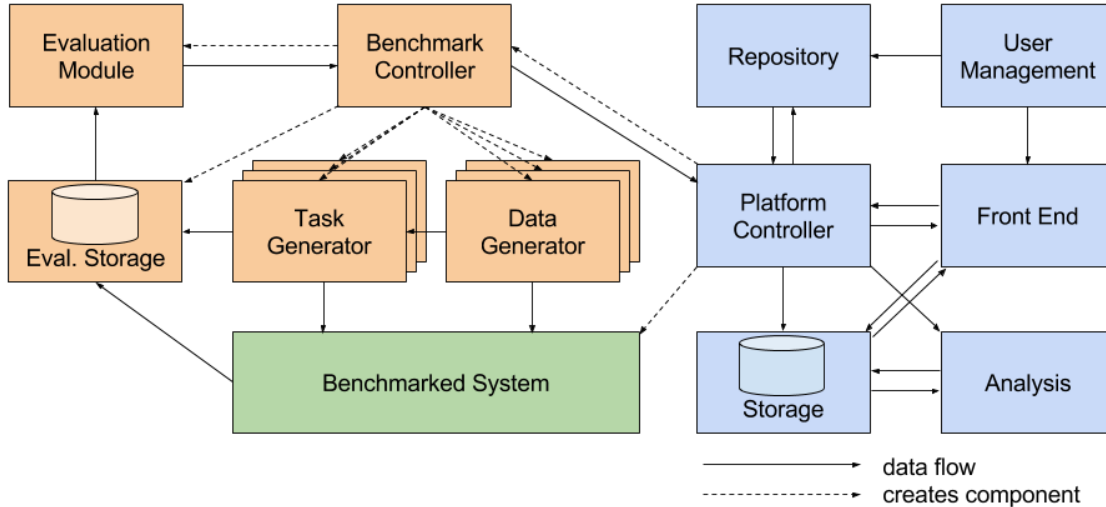 Evaluation
Module
Benchmark
Controller
Repository
User
Management
Eval. Storage
Task
Generator
Data
Generator
Platform
Controller
Front End
Benchmarked System
Storage
Analysis
data flow
creates component